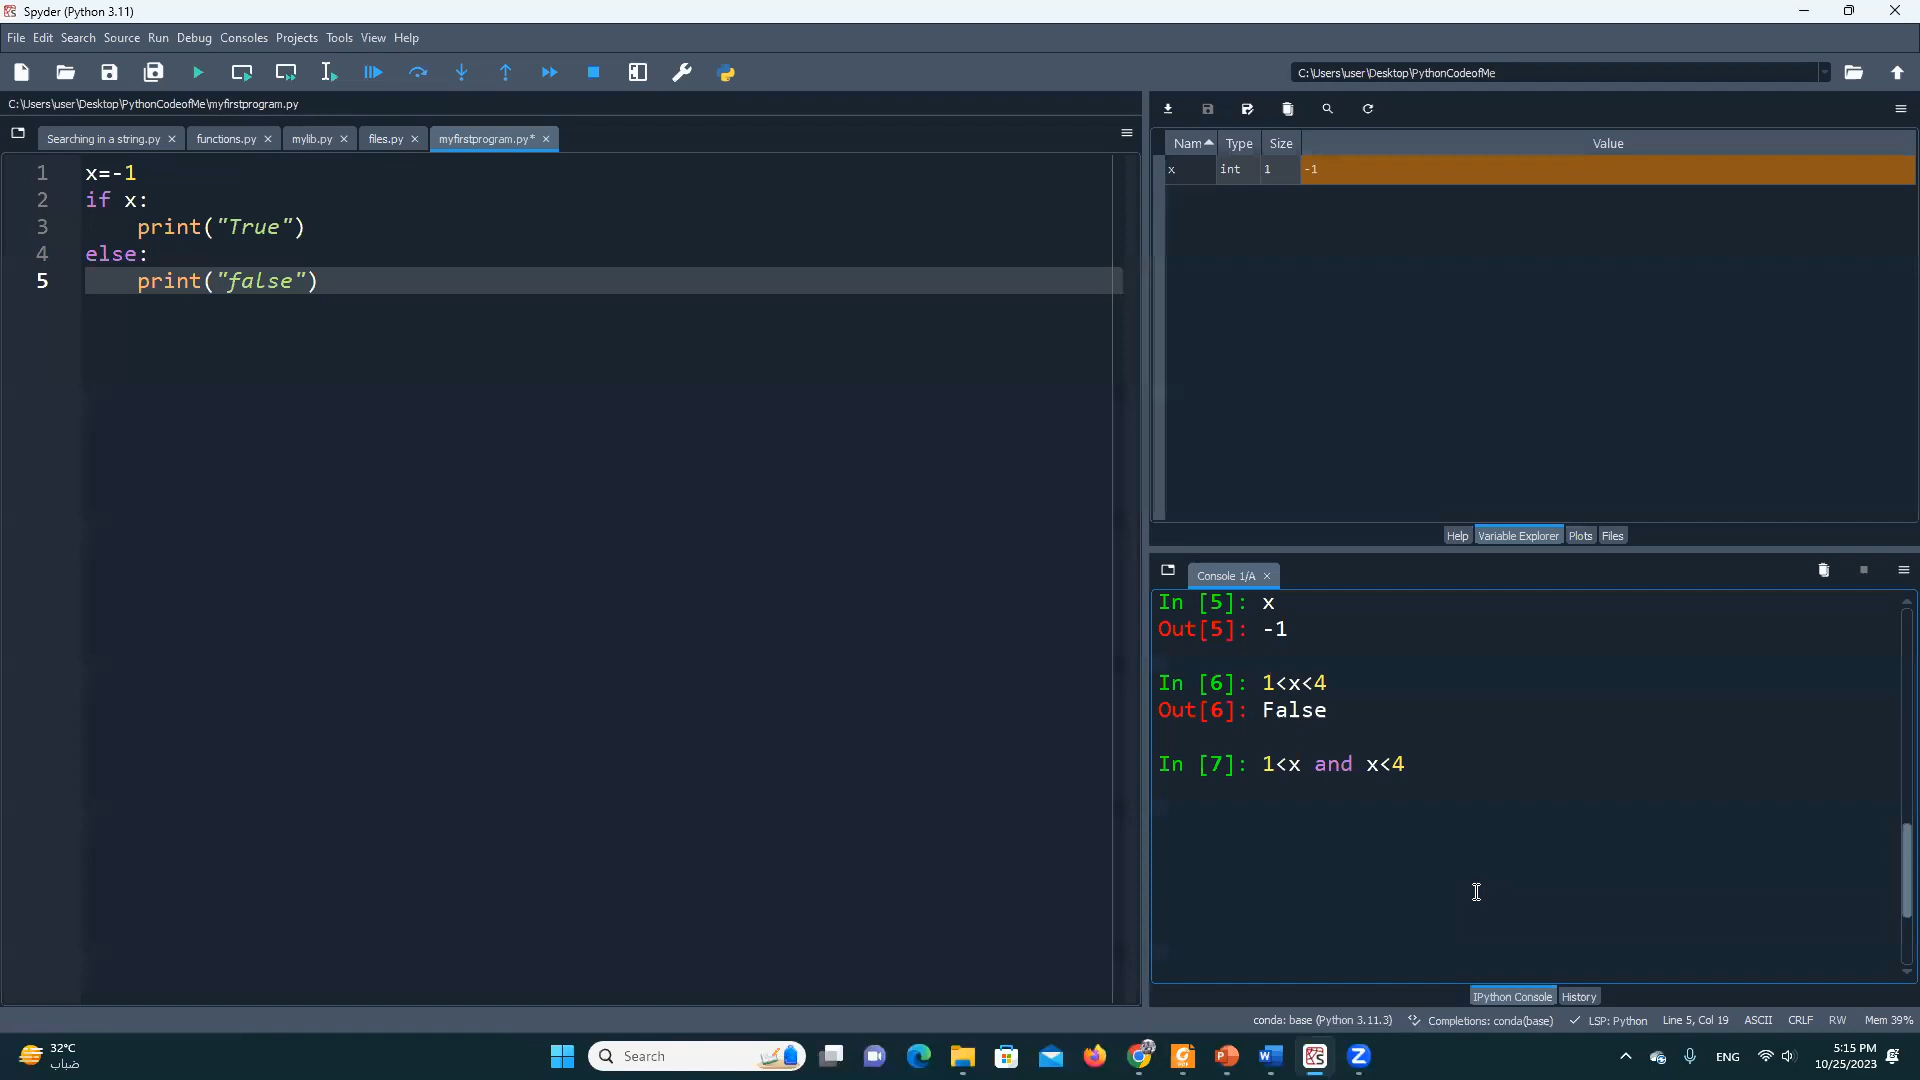 Spyder (Python 3.11)
File Edit Search Source Run Debug Consoles Projects Tools View Help
C:\Users\user\Desktop\PythonCodeofMe
C:\Users\user\Desktop\PythonCodeofMe\myfirstprogram.py
Searching in a string.py functions.py mylib.py files.py myfirstprogram.py*
1 x=-1
2 if x:
3 print("True")
4 else:
5 print("false")
Nam Type Size Value
x int 1 -1
Help Variable Explorer Plots Files
Console 1/A
In [5]: x
Out[5]: -1
In [6]: 1<x<4
Out[6]: False
In [7]: 1<x and x<4
IPython Console History
conda: base (Python 3.11.3) Completions: conda(base) LSP: Python Line 5, Col 19 ASCII CRLF RW Mem 39%
32°C
ضباب
Search
ENG
5:15 PM
10/25/2023